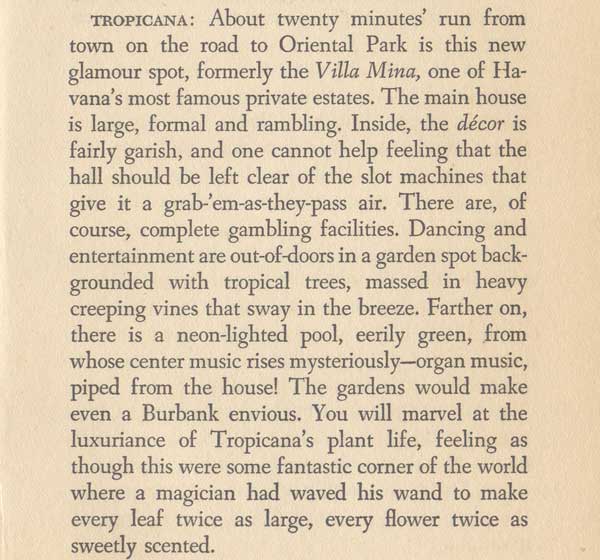 TROPICANA: About twenty minutes’ run from
town on the road to Oriental Park is this new
glamour spot, formerly the Villa Mina, one of Ha-
vana’s most famous private estates. The main house
is large, formal and rambling. Inside, the décor is
fairly garish, and one cannot help feeling that the
hall should be left clear of the slot machines that
give it a grab-’em-as-they-pass air. There are, of
course, complete gambling facilities. Dancing and
entertainment are out-of-doors in a garden spot back-
grounded with tropical trees, massed in heavy
creeping vines that sway in the breeze. Farther on,
there is a neon-lighted pool, eerily green, from
whose center music rises mysteriously—organ music,
piped from the house! The gardens would make
even a Burbank envious. You will marvel at the
luxuriance of Tropicana’s plant life, feeling as
though this were some fantastic corner of the world
where a magician had waved his wand to make
every leaf twice as large, every flower twice as
sweetly scented.